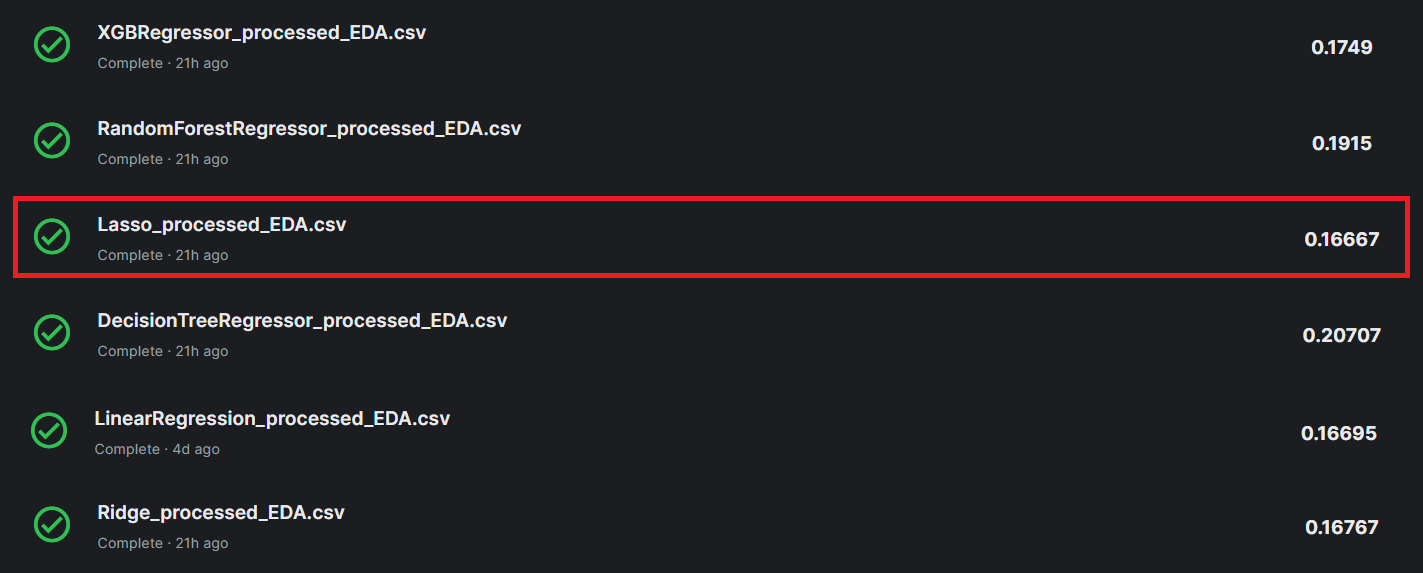 XGBRegressor_processed_EDA.csv
0.1749
Complete · 21h ago
RandomForestRegressor_processed_EDA.csv
0.1915
Complete · 21h ago
Lasso_processed_EDA.csv
0.16667
Complete · 21h ago
DecisionTreeRegressor_processed_EDA.csv
0.20707
Complete · 21h ago
LinearRegression_processed_EDA.csv
0.16695
Complete · 4d ago
Ridge_processed_EDA.csv
0.16767
Complete · 21h ago